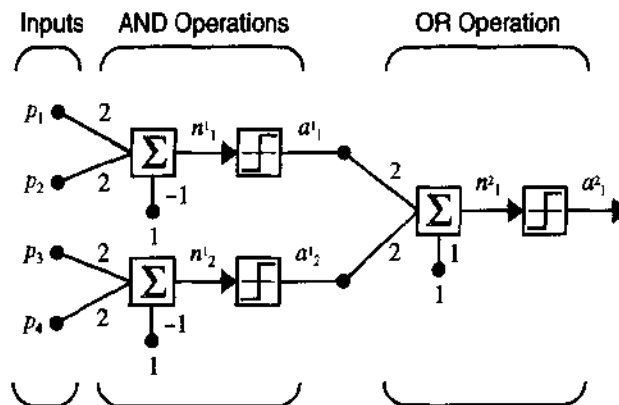 Inputs AND Operations OR Operation
p₁ 2 n¹₁ a¹₁
Σ
p₂ 2 -1 2 n²₁ a²₁
1 Σ
p₃ 2 n¹₂ a¹₂ 2 1
Σ 1
p₄ 2 -1
1